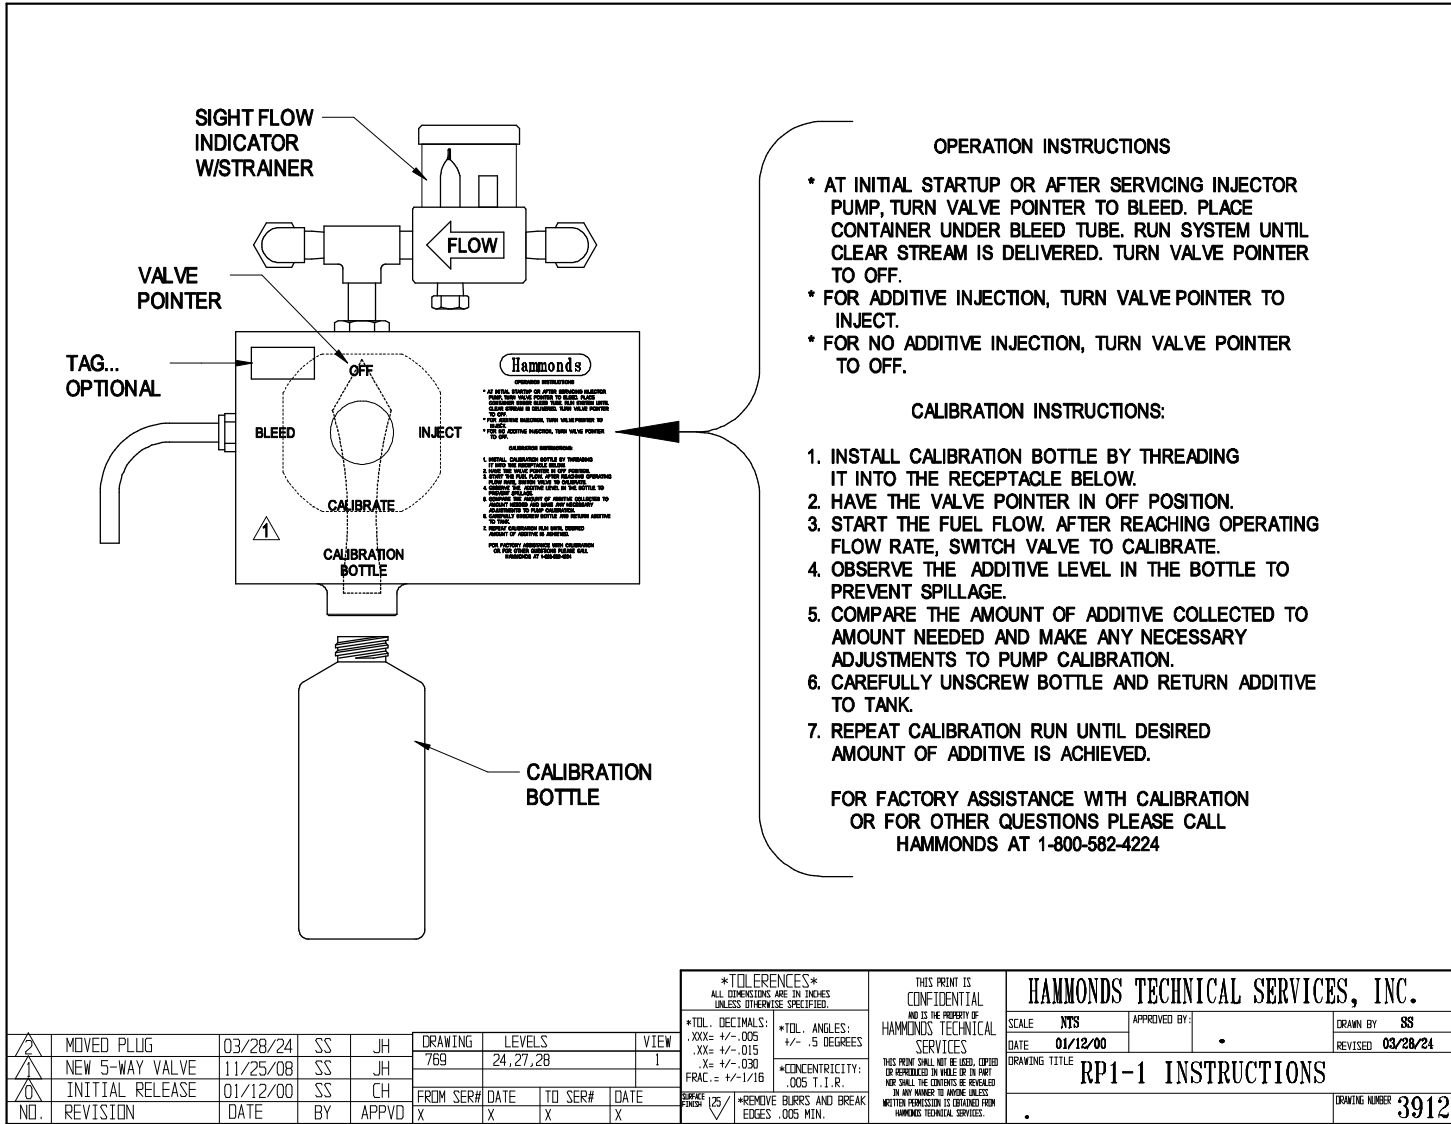 SIGHT FLOW
INDICATOR
W/STRAINER
FLOW
VALVE
POINTER
TAG...
OPTIONAL
OFF
BLEED
INJECT
CALIBRATE
1
CALIBRATION
BOTTLE
Hammonds
OPERATION INSTRUCTIONS
* AT INITIAL STARTUP OR AFTER SERVICING INJECTOR
PUMP, TURN VALVE POINTER TO BLEED. PLACE
CONTAINER UNDER BLEED TUBE. RUN SYSTEM UNTIL
CLEAR STREAM IS DELIVERED. TURN VALVE POINTER
TO OFF.
* FOR ADDITIVE INJECTION, TURN VALVE POINTER TO
INJECT.
* FOR NO ADDITIVE INJECTION, TURN VALVE POINTER
TO OFF.
CALIBRATION INSTRUCTIONS:
1. INSTALL CALIBRATION BOTTLE BY THREADING
IT INTO THE RECEPTACLE BELOW.
2. HAVE THE VALVE POINTER IN OFF POSITION.
3. START THE FUEL FLOW. AFTER REACHING OPERATING
FLOW RATE, SWITCH VALVE TO CALIBRATE.
4. OBSERVE THE ADDITIVE LEVEL IN THE BOTTLE TO
PREVENT SPILLAGE.
5. COMPARE THE AMOUNT OF ADDITIVE COLLECTED TO
AMOUNT NEEDED AND MAKE ANY NECESSARY
ADJUSTMENTS TO PUMP CALIBRATION.
6. CAREFULLY UNSCREW BOTTLE AND RETURN ADDITIVE
TO TANK.
7. REPEAT CALIBRATION RUN UNTIL DESIRED
AMOUNT OF ADDITIVE IS ACHIEVED.
FOR FACTORY ASSISTANCE WITH CALIBRATION
OR FOR OTHER QUESTIONS PLEASE CALL
HAMMONDS AT 1-800-582-4224
CALIBRATION
BOTTLE
2 MOVED PLUG 03/28/24 SS JH
1 NEW 5-WAY VALVE 11/25/08 SS JH
0 INITIAL RELEASE 01/12/00 SS CH
NO. REVISION DATE BY APPVD
DRAWING LEVELS VIEW
769 24,27,28 1
FROM SER# DATE TO SER# DATE
X X X X
*TOLERENCES*
ALL DIMENSIONS ARE IN INCHES
UNLESS OTHERWISE SPECIFIED.
*TOL. DECIMALS:
.XXX= +/-.005
.XX= +/-.015
.X= +/-.030
FRAC.= +/-1/16
*TOL. ANGLES:
+/- .5 DEGREES
*CONCENTRICITY:
.005 T.I.R.
SURFACE
FINISH
125
*REMOVE BURRS AND BREAK
EDGES .005 MIN.
THIS PRINT IS
CONFIDENTIAL
AND IS THE PROPERTY OF
HAMMONDS TECHNICAL
SERVICES
THIS PRINT SHALL NOT BE USED, COPIED
OR REPRODUCED IN WHOLE OR IN PART
NOR SHALL THE CONTENTS BE REVEALED
IN ANY MANNER TO ANYONE UNLESS
WRITTEN PERMISSION IS OBTAINED FROM
HAMMONDS TECHNICAL SERVICES.
HAMMONDS TECHNICAL SERVICES, INC.
SCALE NTS
APPROVED BY:
DRAWN BY SS
DATE 01/12/00
REVISED 03/28/24
DRAWING TITLE RP1-1 INSTRUCTIONS
DRAWING NUMBER 3912